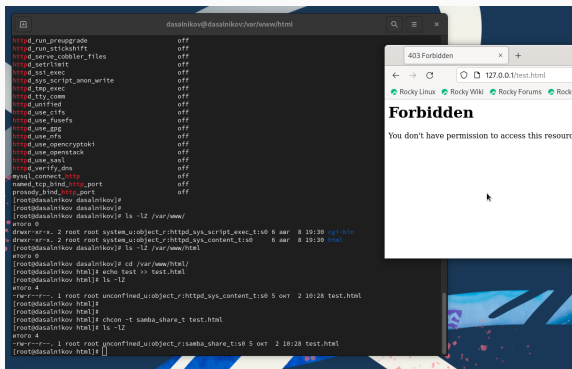 dasalnikov@dasalnikov:/var/www/html
httpd_run_preupgrade off
httpd_run_stickshift off
httpd_serve_cobbler_files off
httpd_setrlimit off
httpd_ssi_exec off
httpd_sys_script_anon_write off
httpd_tmp_exec off
httpd_tty_comm off
httpd_unified off
httpd_use_cifs off
httpd_use_fusefs off
httpd_use_gpg off
httpd_use_nfs off
httpd_use_opencryptoki off
httpd_use_openstack off
httpd_use_sasl off
httpd_verify_dns off
mysql_connect_http off
named_tcp_bind_http_port off
prosody_bind_http_port off
[root@dasalnikov dasalnikov]#
[root@dasalnikov dasalnikov]# ls -lZ /var/www/
итого 0
drwxr-xr-x. 2 root root system_u:object_r:httpd_sys_script_exec_t:s0 6 авг 8 19:30 cgi-bin
drwxr-xr-x. 2 root root system_u:object_r:httpd_sys_content_t:s0 6 авг 8 19:30 html
[root@dasalnikov dasalnikov]# ls -lZ /var/www/html
итого 0
[root@dasalnikov dasalnikov]# cd /var/www/html/
[root@dasalnikov html]# echo test >> test.html
[root@dasalnikov html]# ls -lZ
итого 4
-rw-r--r--. 1 root root unconfined_u:object_r:httpd_sys_content_t:s0 5 окт 2 10:28 test.html
[root@dasalnikov html]#
[root@dasalnikov html]#
[root@dasalnikov html]# chcon -t samba_share_t test.html
[root@dasalnikov html]# ls -lZ
итого 4
-rw-r--r--. 1 root root unconfined_u:object_r:samba_share_t:s0 5 окт 2 10:28 test.html
[root@dasalnikov html]#
403 Forbidden
127.0.0.1/test.html
Rocky Linux Rocky Wiki Rocky Forums Rock
Forbidden
You don't have permission to access this resourc